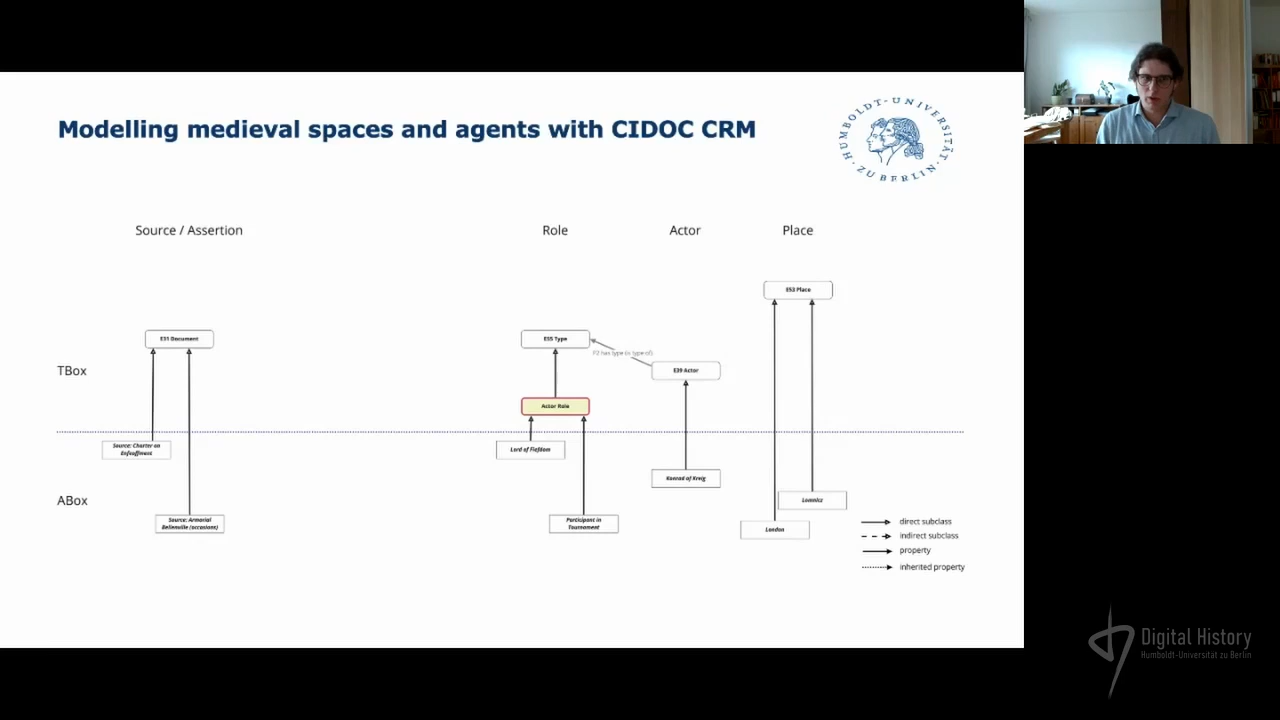 Modelling medieval spaces and agents with CIDOC CRM
HUMBOLDT-UNIVERSITÄT
ZU BERLIN
Source / Assertion
Role
Actor
Place
E53 Place
E31 Document
E55 Type
P2 has type (is type of)
TBox
E39 Actor
Actor Role
Source: Charter on
Enfeoffment
Lord of Fiefdom
Konrad of Kreig
ABox
Lomnicz
Source: Armorial
Bellenville (occasions)
Participant in
Tournament
London
direct subclass
indirect subclass
property
inherited property
Digital History
Humboldt-Universität zu Berlin